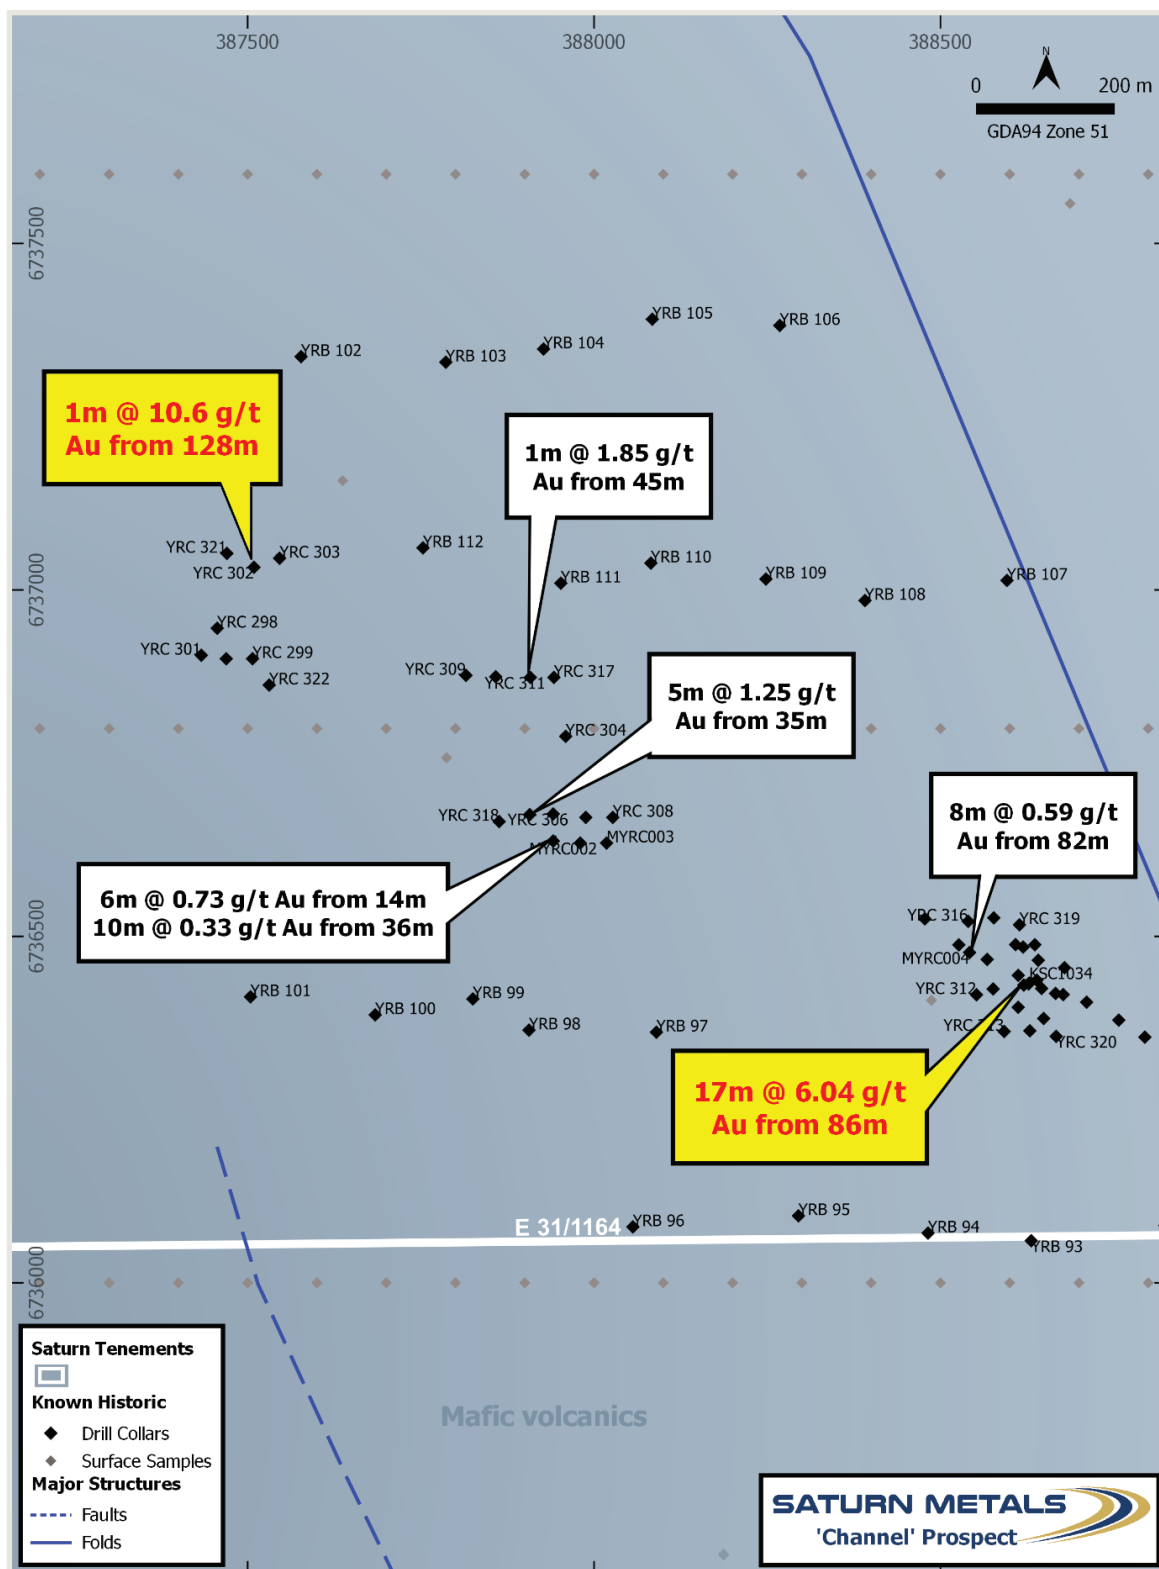 387500
388000
388500
N
0
200 m
GDA94 Zone 51
6737500
YRB 105
YRB 106
YRB 104
YRB 102
YRB 103
1m @ 10.6 g/t
Au from 128m
1m @ 1.85 g/t
Au from 45m
YRC 321
YRC 303
YRC 302
YRB 112
YRB 110
YRB 111
YRB 109
YRB 108
YRB 107
6737000
YRC 298
YRC 301
YRC 299
YRC 322
YRC 309
YRC 311
YRC 317
5m @ 1.25 g/t
Au from 35m
YRC 304
YRC 318
YRC 306
YRC 308
MYRC002
MYRC003
8m @ 0.59 g/t
Au from 82m
6m @ 0.73 g/t Au from 14m
10m @ 0.33 g/t Au from 36m
YRC 316
YRC 319
6736500
MYRC004
KSC1034
YRC 312
YRC 313
YRC 320
YRB 101
YRB 100
YRB 99
YRB 98
YRB 97
17m @ 6.04 g/t
Au from 86m
E 31/1164
YRB 96
YRB 95
YRB 94
YRB 93
6736000
Saturn Tenements
Known Historic
Drill Collars
Surface Samples
Major Structures
Faults
Folds
Mafic volcanics
SATURN METALS
'Channel' Prospect